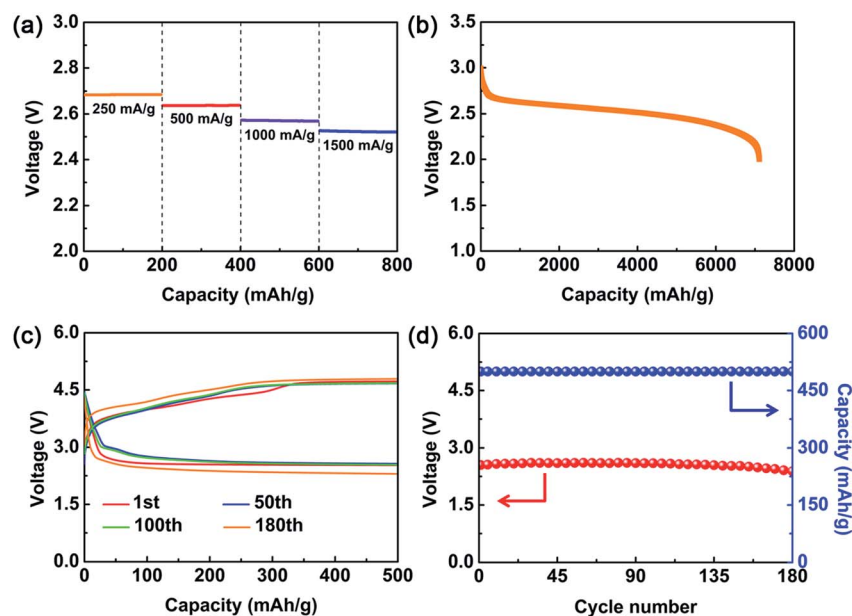 (a)
3.0
2.8
2.6
2.4
2.2
2.0
Voltage (V)
250 mA/g
500 mA/g
1000 mA/g
1500 mA/g
0 200 400 600 800
Capacity (mAh/g)
(b)
3.5
3.0
2.5
2.0
1.5
1.0
Voltage (V)
0 2000 4000 6000 8000
Capacity (mAh/g)
(c)
6.0
4.5
3.0
1.5
0.0
Voltage (V)
1st 50th
100th 180th
0 100 200 300 400 500
Capacity (mAh/g)
(d)
6.0
4.5
3.0
1.5
0.0
Voltage (V)
600
450
300
150
0
Capacity (mAh/g)
0 45 90 135 180
Cycle number